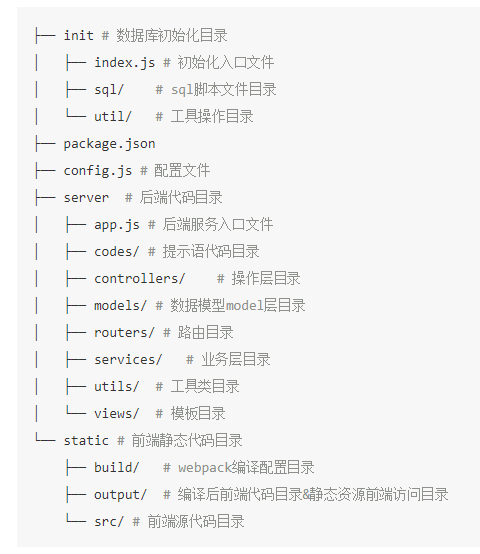 ├── init # 数据库初始化目录
│   ├── index.js # 初始化入口文件
│   ├── sql/    # sql脚本文件目录
│   └── util/   # 工具操作目录
├── package.json
├── config.js # 配置文件
├── server  # 后端代码目录
│   ├── app.js # 后端服务入口文件
│   ├── codes/ # 提示语代码目录
│   ├── controllers/    # 操作层目录
│   ├── models/ # 数据模型model层目录
│   ├── routers/ # 路由目录
│   ├── services/   # 业务层目录
│   ├── utils/  # 工具类目录
│   └── views/  # 模板目录
└── static # 前端静态代码目录
    ├── build/   # webpack编译配置目录
    ├── output/  # 编译后前端代码目录&静态资源前端访问目录
    └── src/ # 前端源代码目录